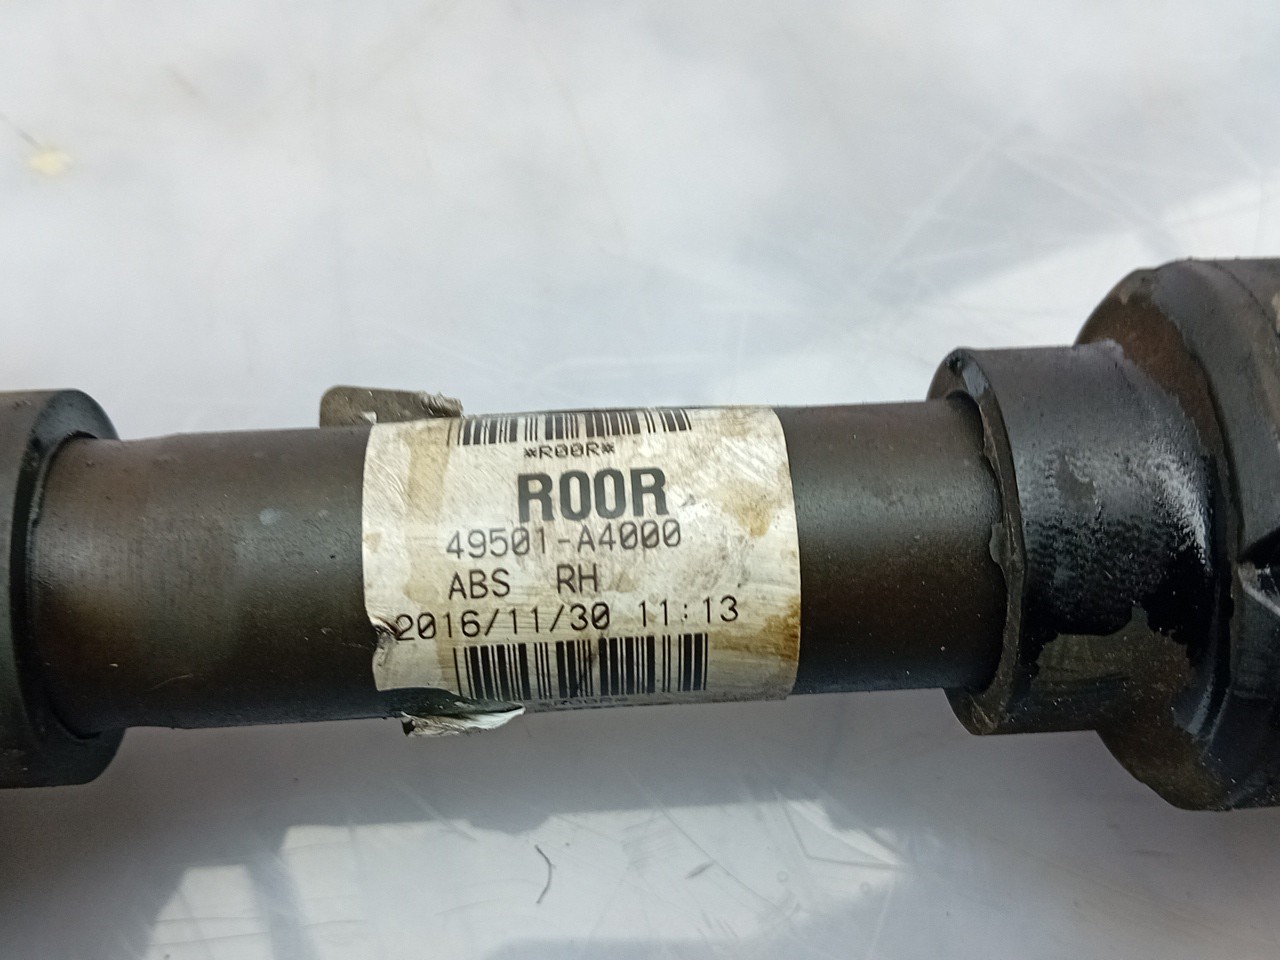 *R00R*
R00R
49501-A4000
ABS RH
2016/11/30 11:13